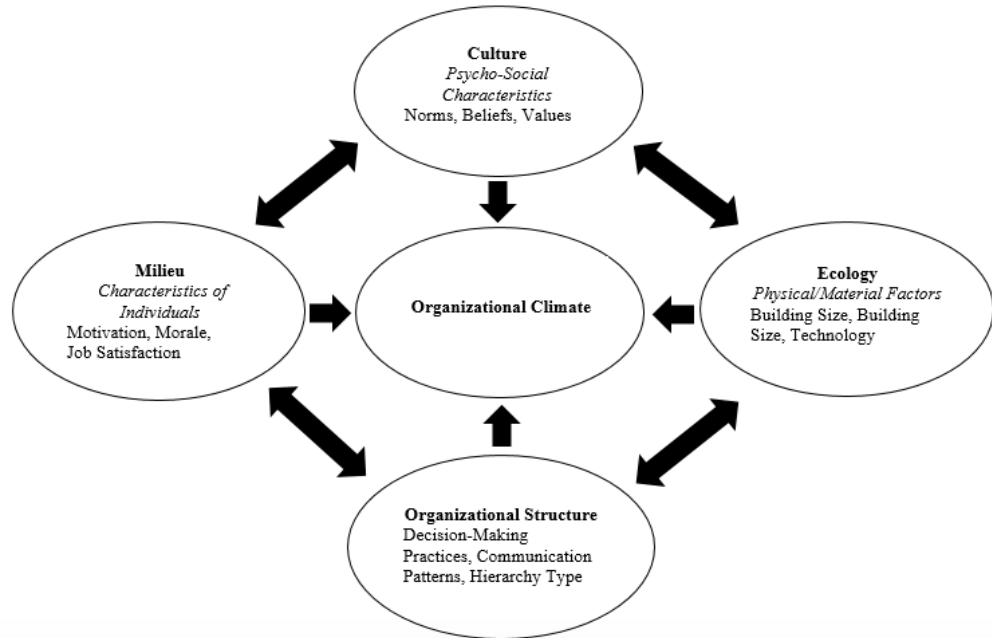 Culture
Psycho-Social
Characteristics
Norms, Beliefs, Values
Milieu
Characteristics of
Individuals
Motivation, Morale,
Job Satisfaction
Organizational Climate
Ecology
Physical/Material Factors
Building Size, Building
Size, Technology
Organizational Structure
Decision-Making
Practices, Communication
Patterns, Hierarchy Type